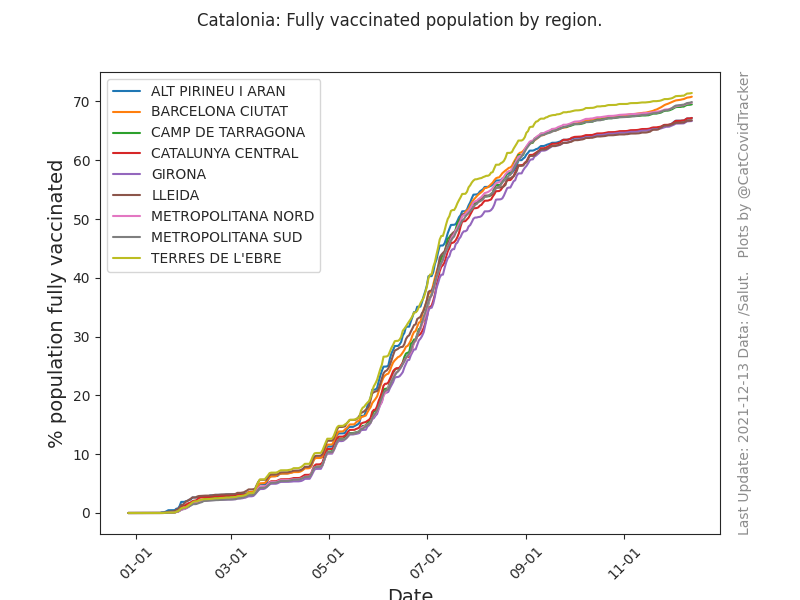 Catalonia: Fully vaccinated population by region.
ALT PIRINEU I ARAN
BARCELONA CIUTAT
CAMP DE TARRAGONA
CATALUNYA CENTRAL
GIRONA
LLEIDA
METROPOLITANA NORD
METROPOLITANA SUD
TERRES DE L'EBRE
% population fully vaccinated
70
60
50
40
30
20
10
0
01-01
03-01
05-01
07-01
09-01
11-01
Date
Last Update: 2021-12-13 Data: /Salut. Plots by @CatCovidTracker